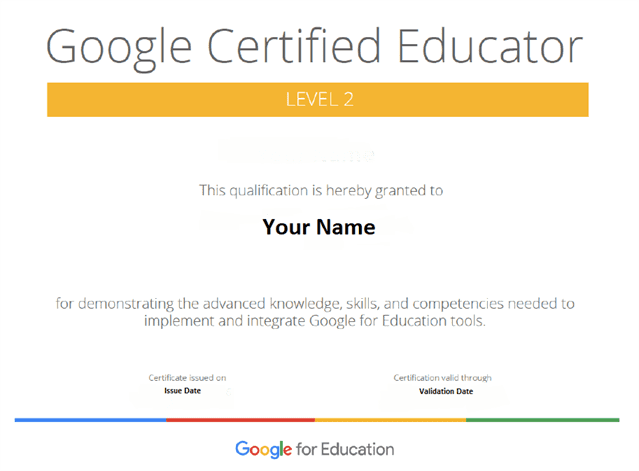 Google Certified Educator
LEVEL 2
This qualification is hereby granted to
Your Name
for demonstrating the advanced knowledge, skills, and competencies needed to
implement and integrate Google for Education tools.
Certificate issued on
Issue Date
Certification valid through
Validation Date
Google for Education